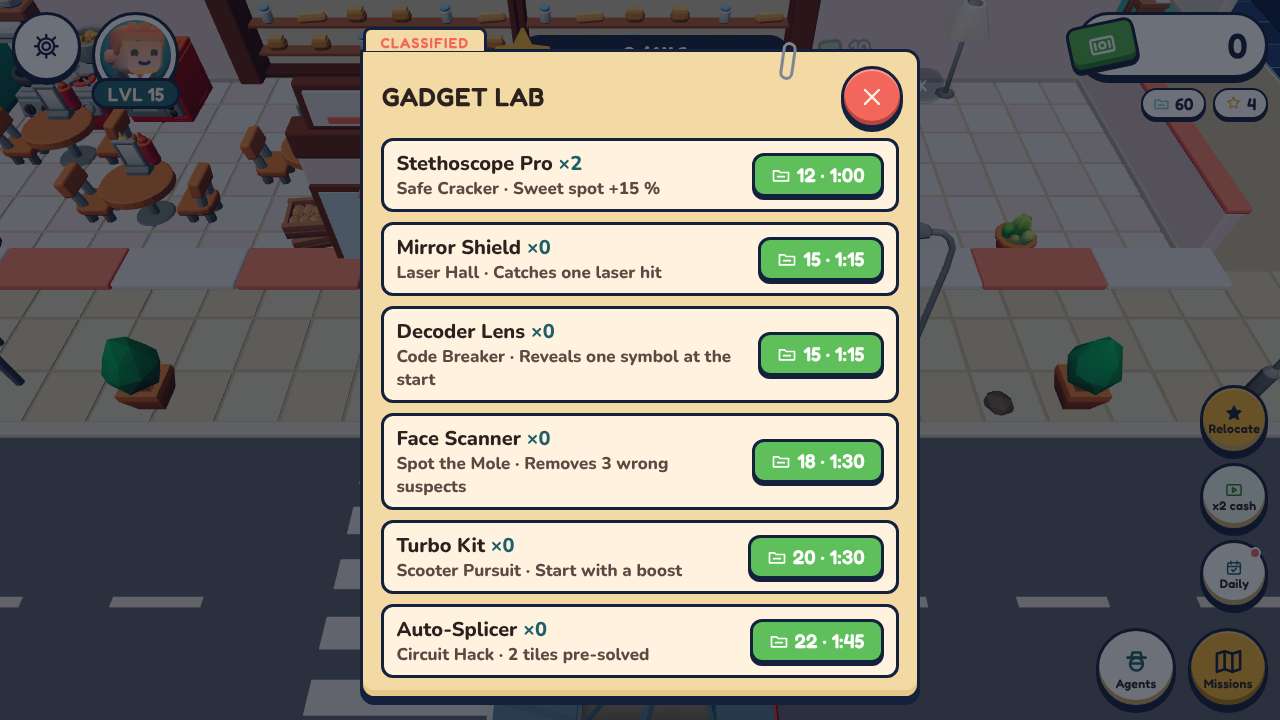 CLASSIFIED
LVL 15
0
60
4
GADGET LAB
Stethoscope Pro ×2
Safe Cracker · Sweet spot +15 %
12 · 1:00
Mirror Shield ×0
Laser Hall · Catches one laser hit
15 · 1:15
Decoder Lens ×0
Code Breaker · Reveals one symbol at the
start
15 · 1:15
Face Scanner ×0
Spot the Mole · Removes 3 wrong
suspects
18 · 1:30
Turbo Kit ×0
Scooter Pursuit · Start with a boost
20 · 1:30
Auto-Splicer ×0
Circuit Hack · 2 tiles pre-solved
22 · 1:45
Relocate
x2 cash
Daily
Agents
Missions